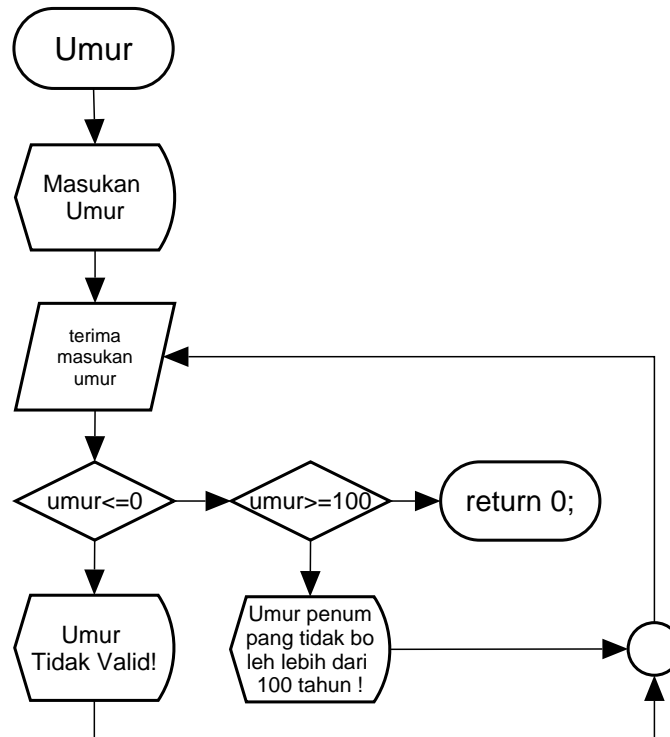 Umur
Masukan
Umur
terima
masukan
umur
umur<=0
umur>=100
return 0;
Umur
Tidak Valid!
Umur penum
pang tidak bo
leh lebih dari
100 tahun !